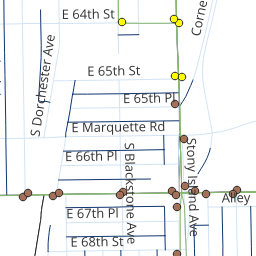 E 64th St
Corne
S Dorchester Ave
E 65th St
E 65th Pl
E Marquette Rd
E 66th Pl
S Blackstone Ave
Stony Island Ave
Alley
E 67th Pl
E 68th St